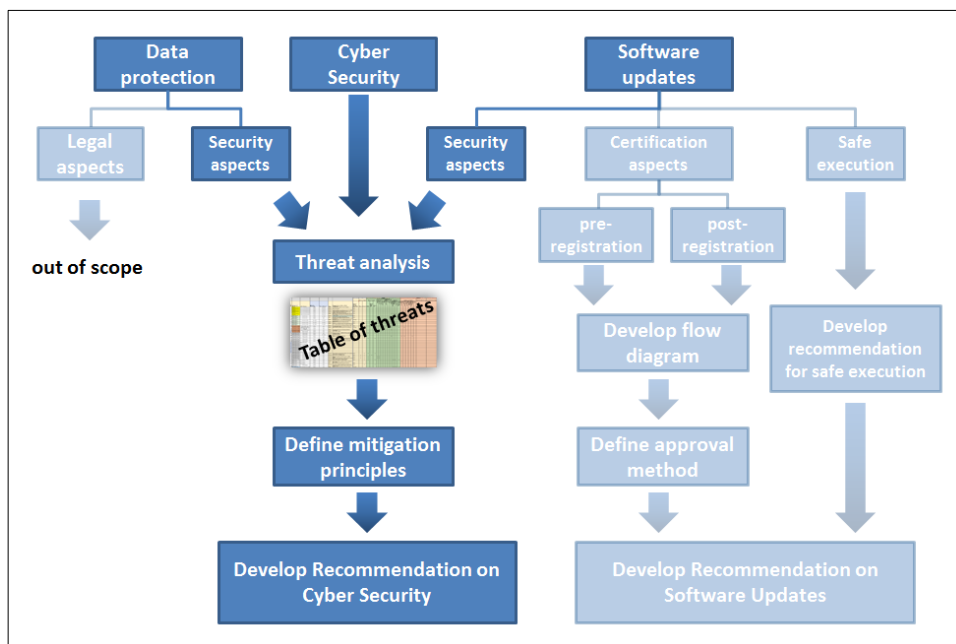 Data
protection
Cyber
Security
Software
updates
Legal
aspects
Security
aspects
Security
aspects
Certification
aspects
Safe
execution
pre-
registration
post-
registration
out of scope
Threat analysis
Table of threats
Develop flow
diagram
Develop
recommendation
for safe execution
Define mitigation
principles
Define approval
method
Develop Recommendation on
Cyber Security
Develop Recommendation on
Software Updates